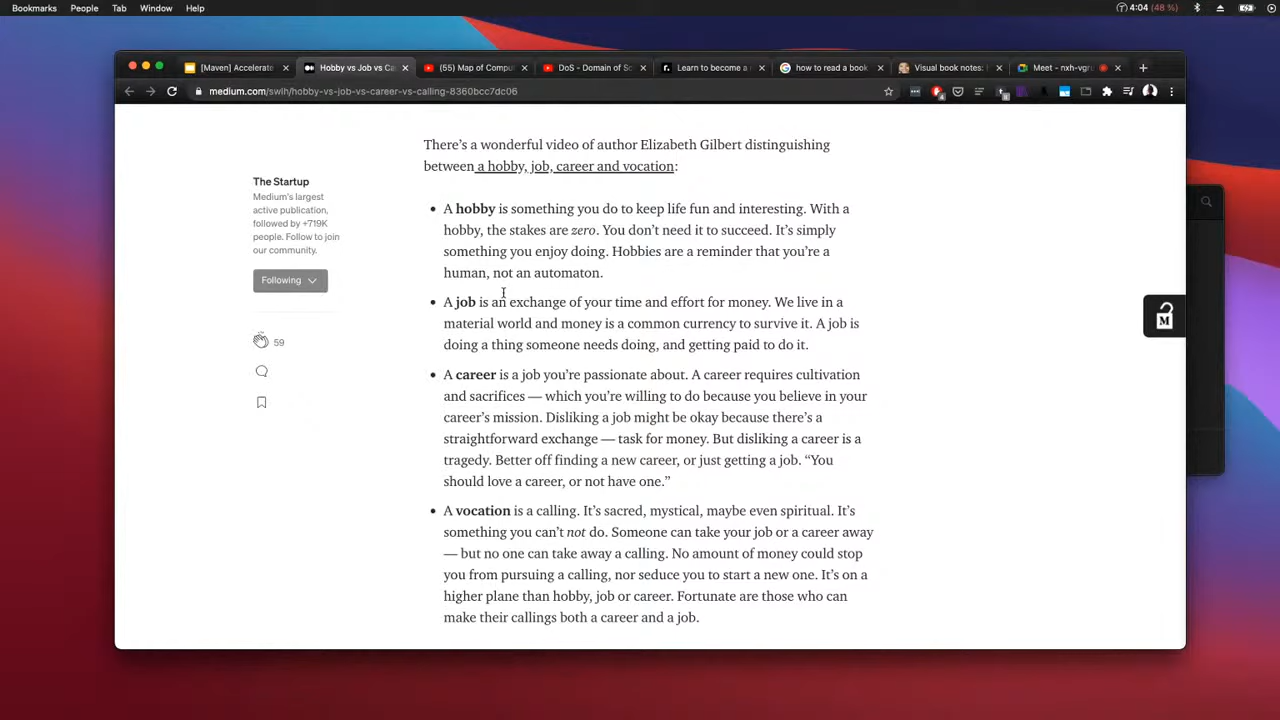 Bookmarks People Tab Window Help
4:04 (48 %)
[Maven] Accelerate
Hobby vs Job vs Ca
(55) Map of Compu
DoS - Domain of Sc
Learn to become a
how to read a book
Visual book notes:
Meet - nxh-vgru
medium.com/swlh/hobby-vs-job-vs-career-vs-calling-8360bcc7dc06
There's a wonderful video of author Elizabeth Gilbert distinguishing
between a hobby, job, career and vocation:
The Startup
Medium's largest
active publication,
followed by +719K
people. Follow to join
our community.
Following
59
• A hobby is something you do to keep life fun and interesting. With a
hobby, the stakes are zero. You don't need it to succeed. It's simply
something you enjoy doing. Hobbies are a reminder that you're a
human, not an automaton.
• A job is an exchange of your time and effort for money. We live in a
material world and money is a common currency to survive it. A job is
doing a thing someone needs doing, and getting paid to do it.
• A career is a job you're passionate about. A career requires cultivation
and sacrifices — which you're willing to do because you believe in your
career's mission. Disliking a job might be okay because there's a
straightforward exchange — task for money. But disliking a career is a
tragedy. Better off finding a new career, or just getting a job. “You
should love a career, or not have one.”
• A vocation is a calling. It's sacred, mystical, maybe even spiritual. It's
something you can't not do. Someone can take your job or a career away
— but no one can take away a calling. No amount of money could stop
you from pursuing a calling, nor seduce you to start a new one. It's on a
higher plane than hobby, job or career. Fortunate are those who can
make their callings both a career and a job.
M